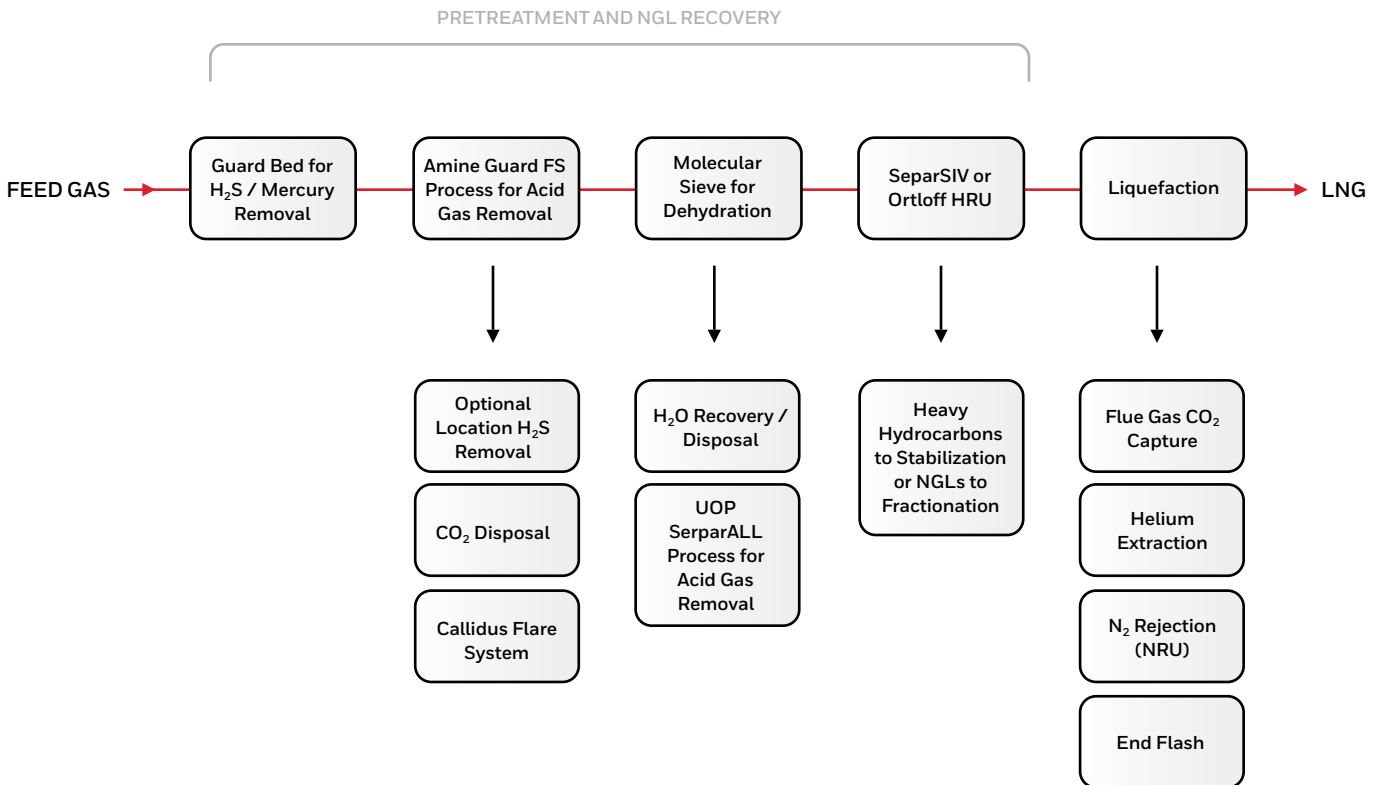 PRETREATMENT AND NGL RECOVERY
FEED GAS
Guard Bed for
H₂S / Mercury
Removal
Amine Guard FS
Process for Acid
Gas Removal
Molecular
Sieve for
Dehydration
SeparSIV or
Ortloff HRU
Liquefaction
LNG
Optional
Location H₂S
Removal
CO₂ Disposal
Callidus Flare
System
H₂O Recovery /
Disposal
UOP
SerparALL
Process for
Acid Gas
Removal
Heavy
Hydrocarbons
to Stabilization
or NGLs to
Fractionation
Flue Gas CO₂
Capture
Helium
Extraction
N₂ Rejection
(NRU)
End Flash